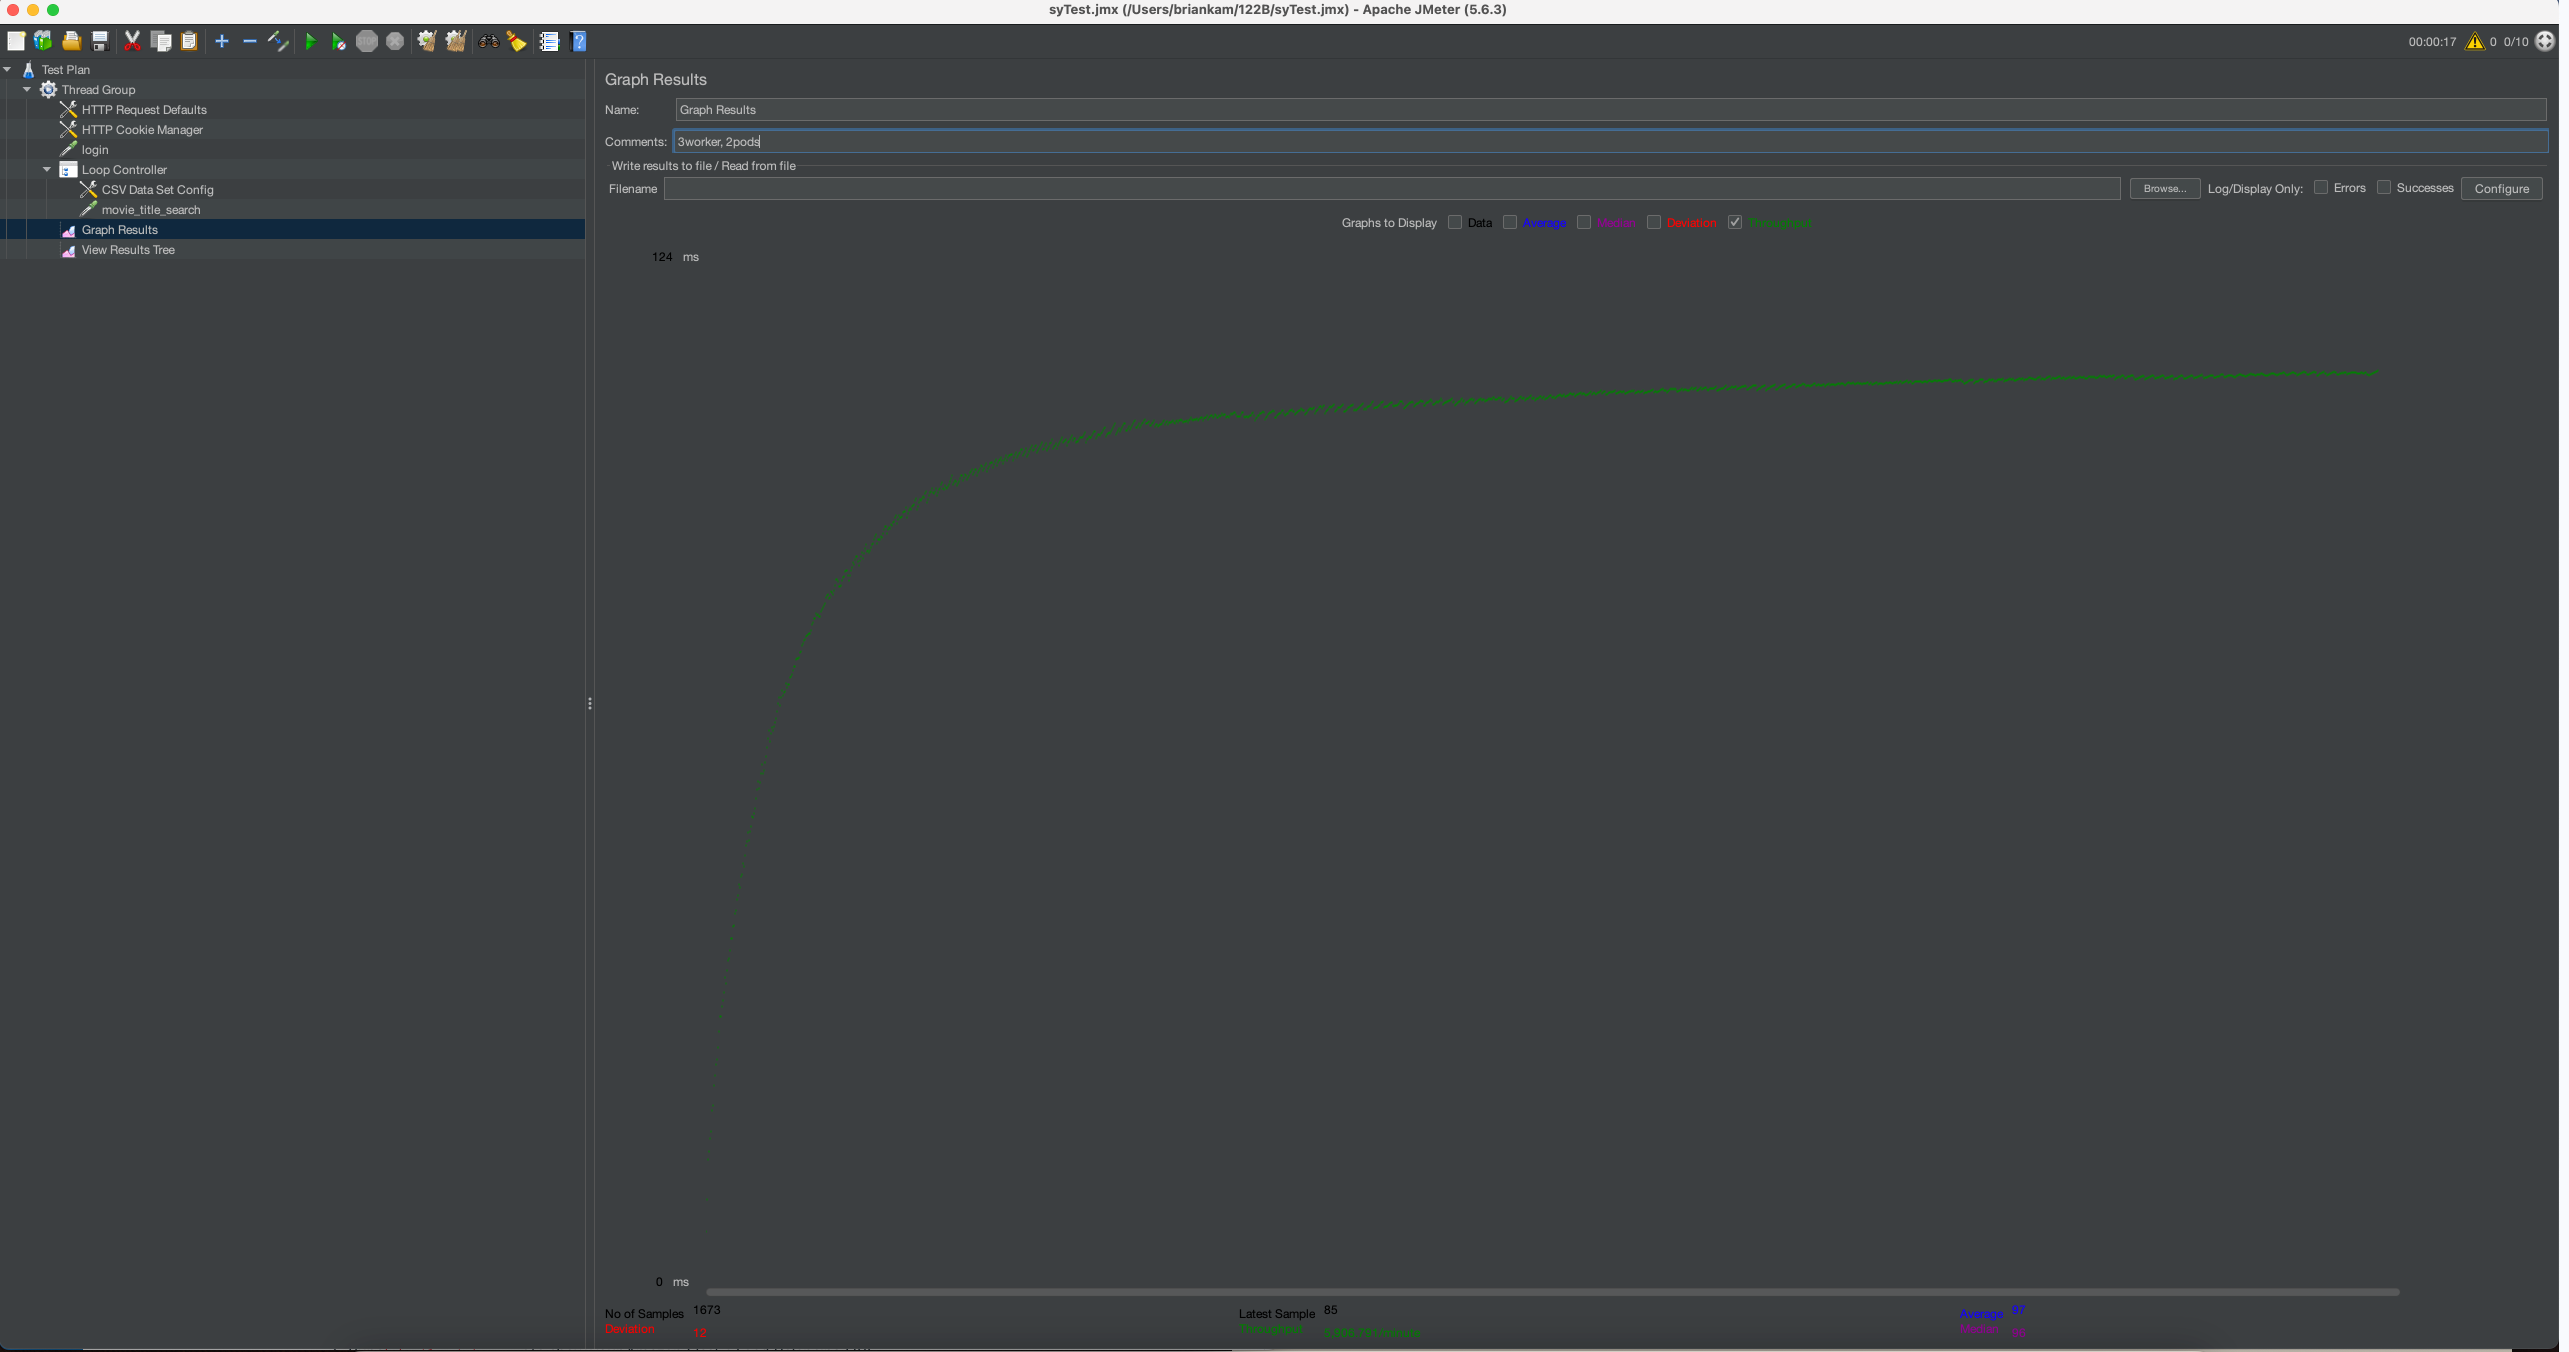 syTest.jmx (/Users/briankam/122B/syTest.jmx) - Apache JMeter (5.6.3)
STOP
00:00:17 0 0/10
Test Plan
Thread Group
HTTP Request Defaults
HTTP Cookie Manager
login
Loop Controller
CSV Data Set Config
movie_title_search
Graph Results
View Results Tree
Graph Results
Name: Graph Results
Comments: 3worker, 2pods
Write results to file / Read from file
Filename Browse... Log/Display Only: Errors Successes Configure
Graphs to Display Data Average Median Deviation Throughput
124 ms
0 ms
No of Samples 1673 Latest Sample 85 Average 97
Deviation 12 Throughput 5,906.791/minute Median